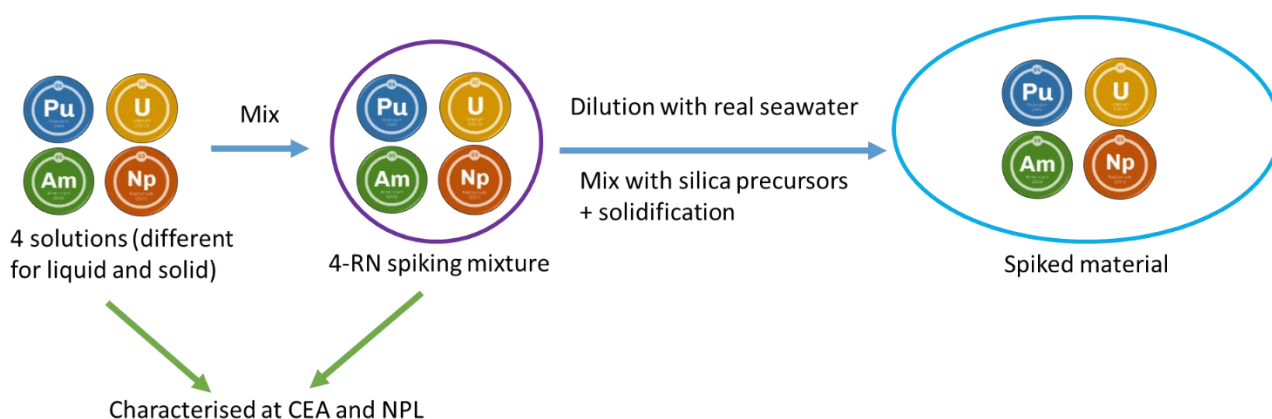 Pu
U
Am
Np
4 solutions (different
for liquid and solid)
Mix
Pu
U
Am
Np
4-RN spiking mixture
Dilution with real seawater
Mix with silica precursors
+ solidification
Pu
U
Am
Np
Spiked material
Characterised at CEA and NPL